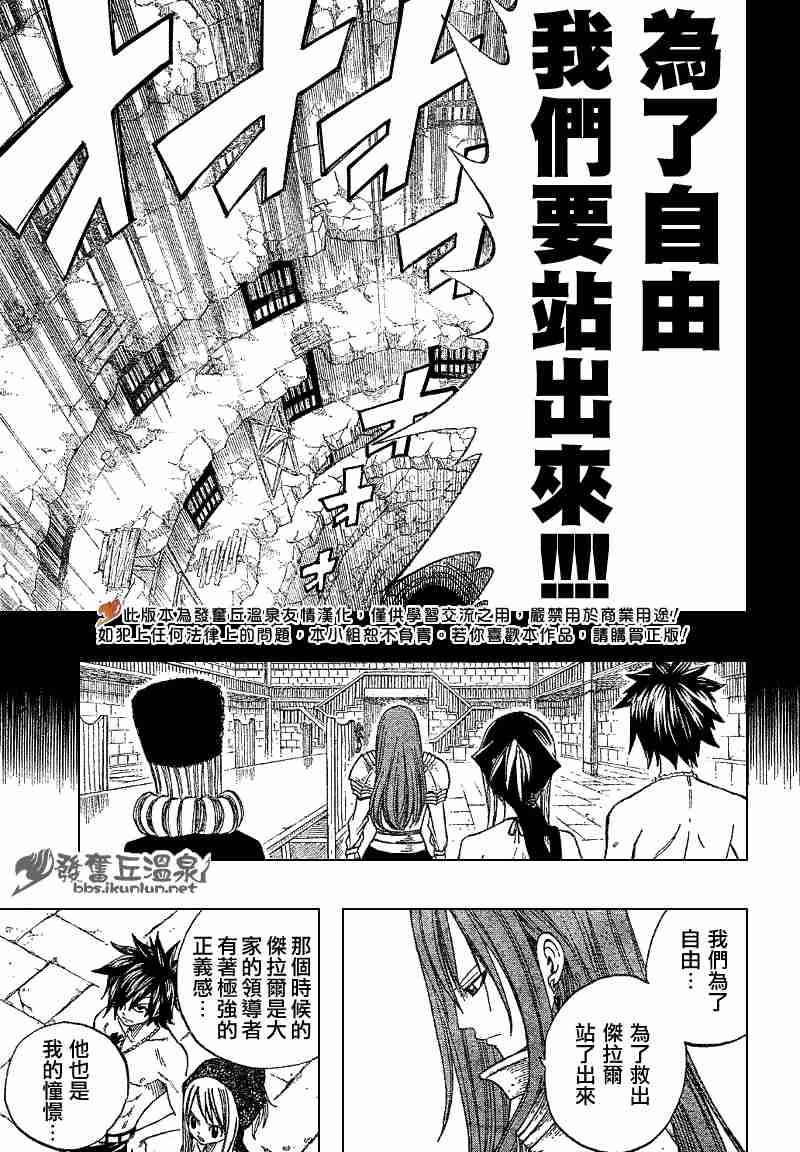 為了自由
我們要站出來!!!!
オオオオオ
此版本為發奮丘溫泉友情漢化，僅供學習交流之用，嚴禁用於商業用途!
如犯上任何法律上的問題，本小組恕不負責。若你喜歡本作品，請購買正版!
發奮丘溫泉!
bbs.ikunlun.net
我們為了
自由…
為了救出
傑拉爾
站了出來
那個時候的
傑拉爾是大
家的領導者
有著極強的
正義感…
他也是
我的憧憬…